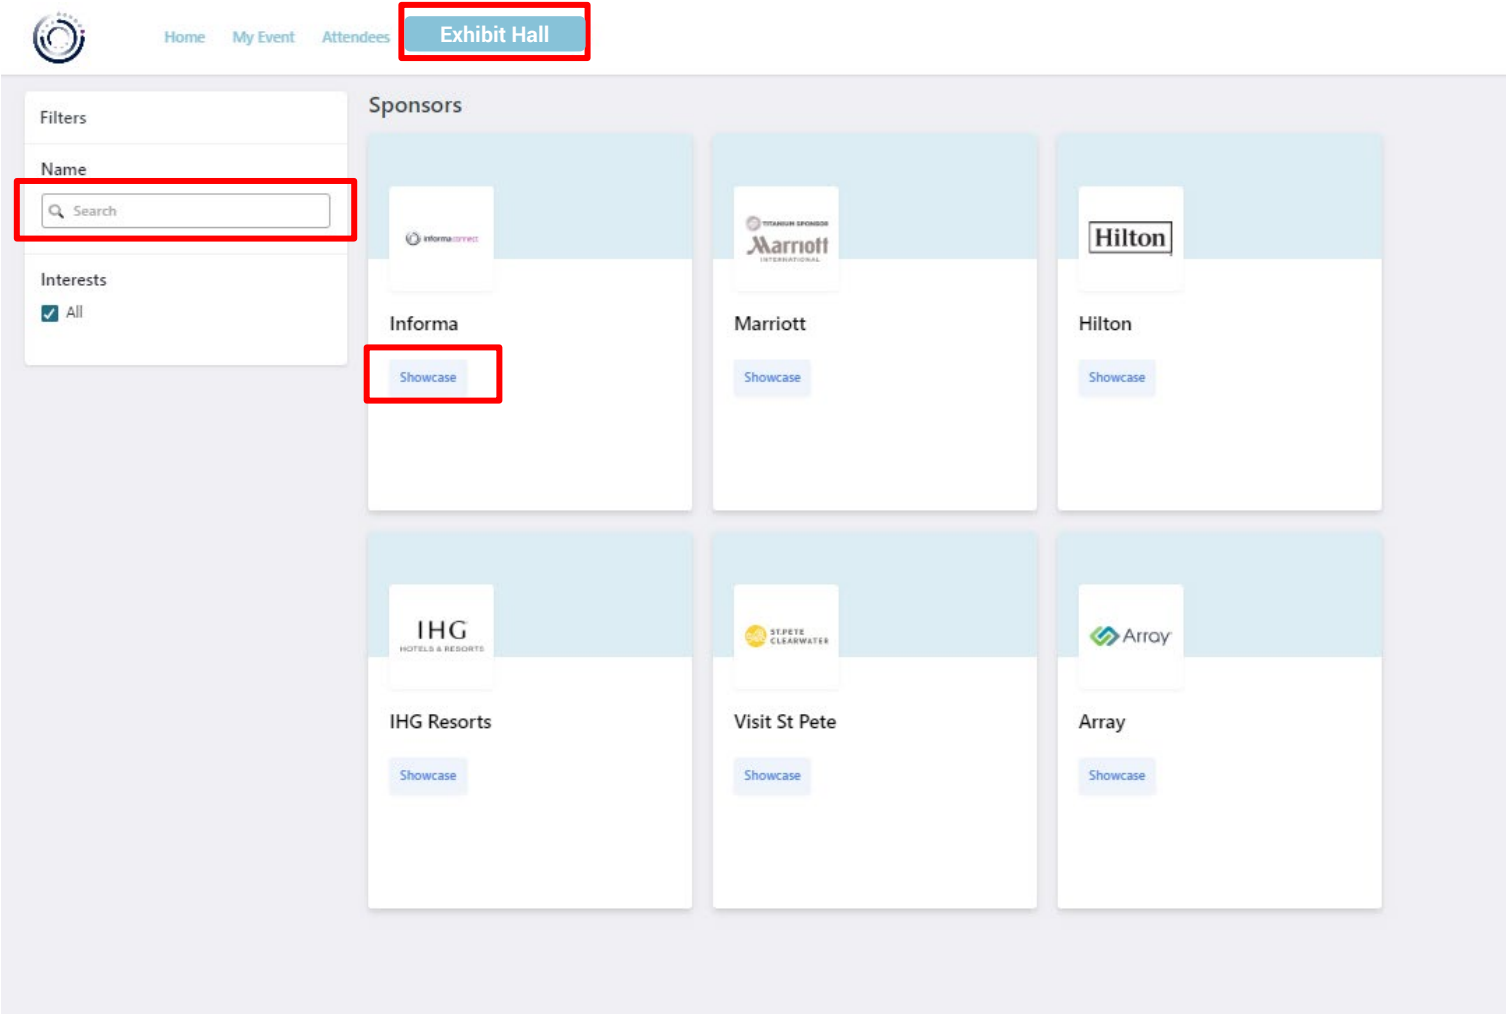 Home My Event Attendees Exhibit Hall
Filters
Name
Search
Interests
All
Sponsors
informaconnect
Informa
Showcase
TITANIUM SPONSOR
Marriott
INTERNATIONAL
Marriott
Showcase
Hilton
Hilton
Showcase
IHG
HOTELS & RESORTS
IHG Resorts
Showcase
ST.PETE
CLEARWATER
Visit St Pete
Showcase
Array
Array
Showcase